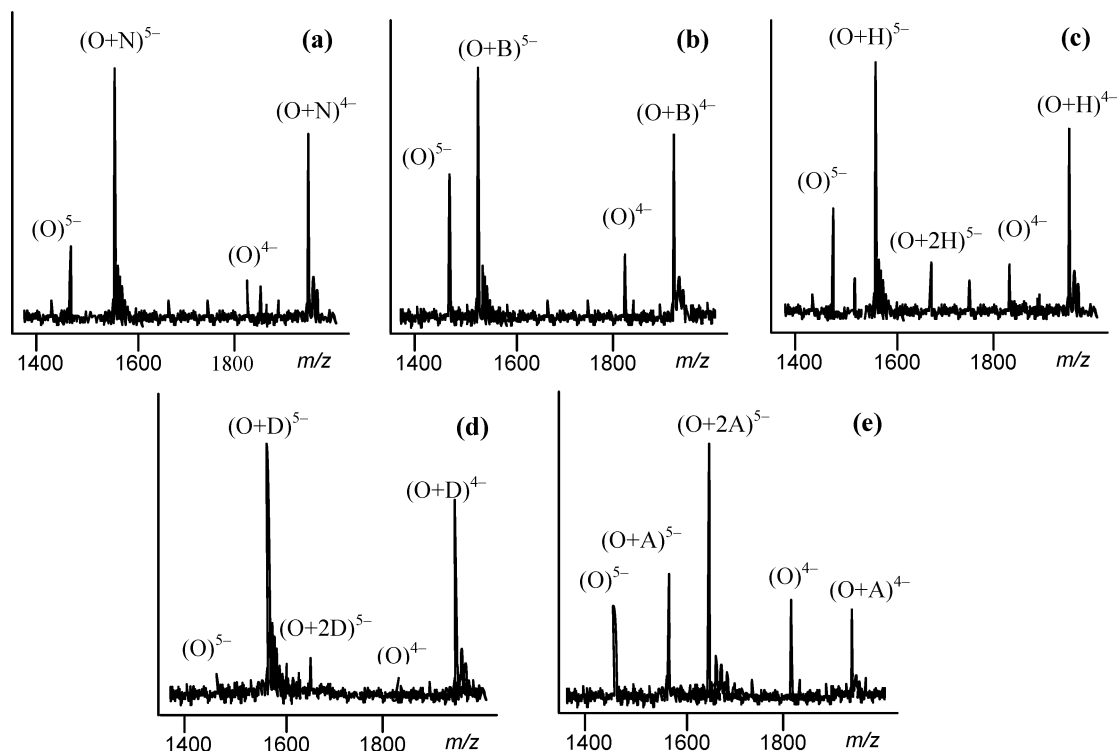 (a)
(O+N)⁵⁻
(O+N)⁴⁻
(O)⁵⁻
(O)⁴⁻
1400 1600 1800 m/z
(b)
(O+B)⁵⁻
(O+B)⁴⁻
(O)⁵⁻
(O)⁴⁻
1400 1600 1800 m/z
(c)
(O+H)⁵⁻
(O+H)⁴⁻
(O)⁵⁻
(O+2H)⁵⁻
(O)⁴⁻
1400 1600 1800 m/z
(d)
(O+D)⁵⁻
(O+D)⁴⁻
(O+2D)⁵⁻
(O)⁵⁻
(O)⁴⁻
1400 1600 1800 m/z
(e)
(O+2A)⁵⁻
(O+A)⁵⁻
(O)⁵⁻
(O)⁴⁻
(O+A)⁴⁻
1400 1600 1800 m/z